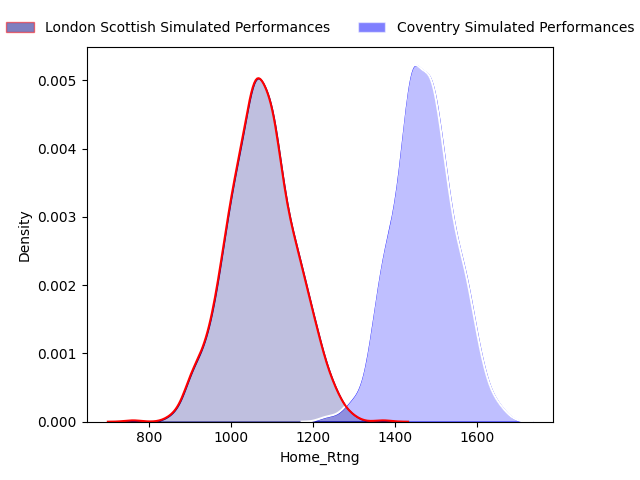 London Scottish Simulated Performances
Coventry Simulated Performances
0.005
0.004
0.003
0.002
0.001
0.000
Density
800
1000
1200
1400
1600
Home_Rtng